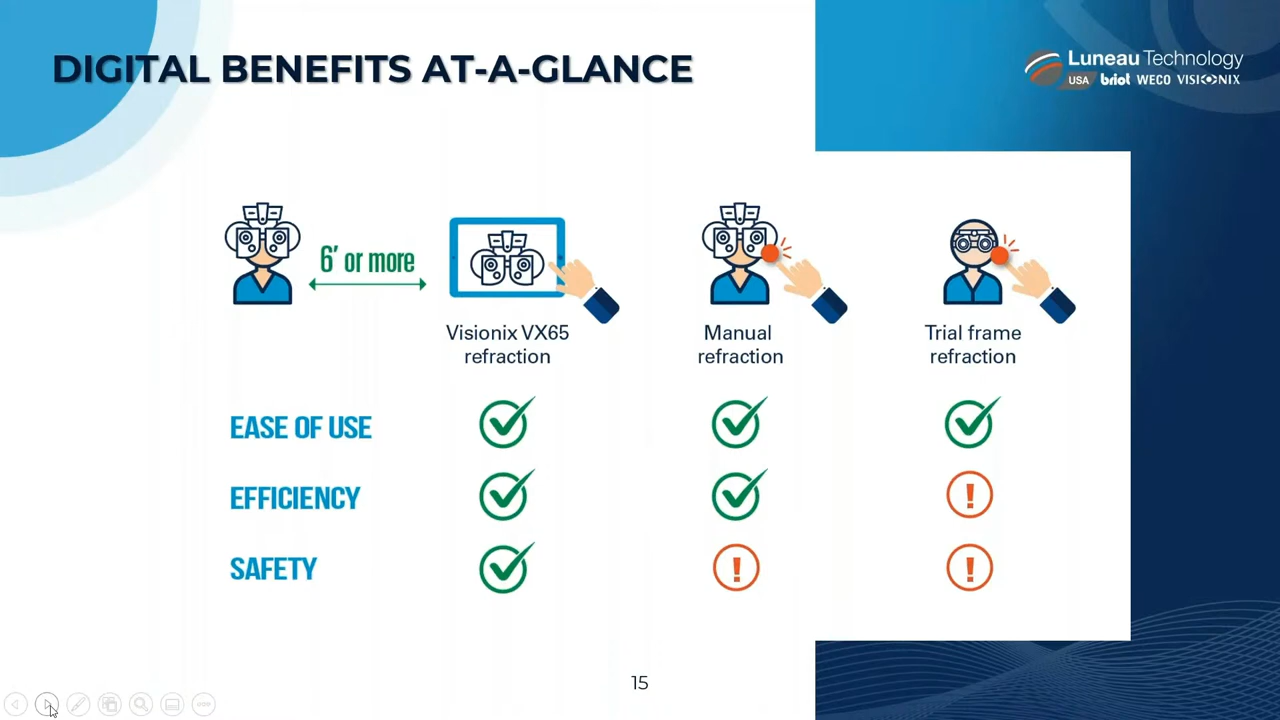 DIGITAL BENEFITS AT-A-GLANCE
Luneau Technology
USA briot WECO VISIONIX
6' or more
Visionix VX65
refraction
Manual
refraction
Trial frame
refraction
EASE OF USE
EFFICIENCY
!
SAFETY
!
!
15